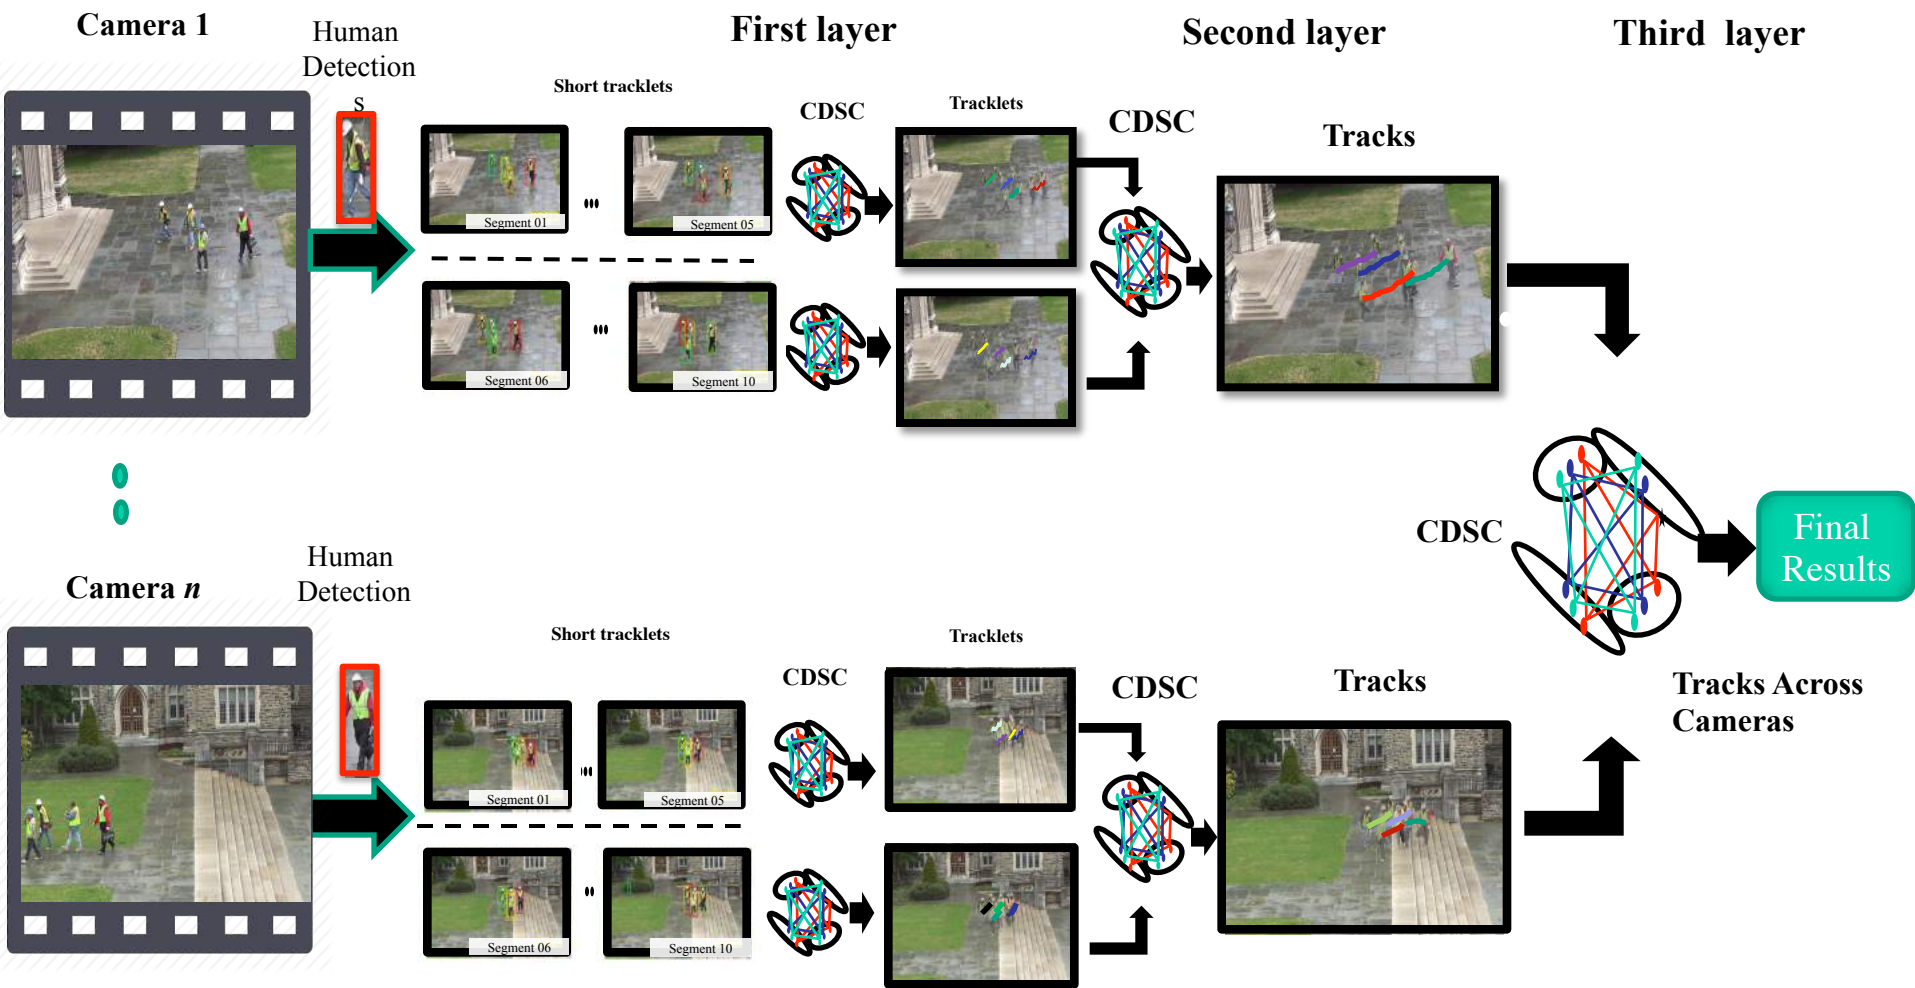 Camera 1
Human
Detection
s
First layer
Second layer
Third layer
Short tracklets
CDSC
Tracklets
CDSC
Tracks
Segment 01
Segment 05
Segment 06
Segment 10
CDSC
Final
Results
Human
Detection
Camera n
Short tracklets
CDSC
Tracklets
CDSC
Tracks
Tracks Across
Cameras
Segment 01
Segment 05
Segment 06
Segment 10